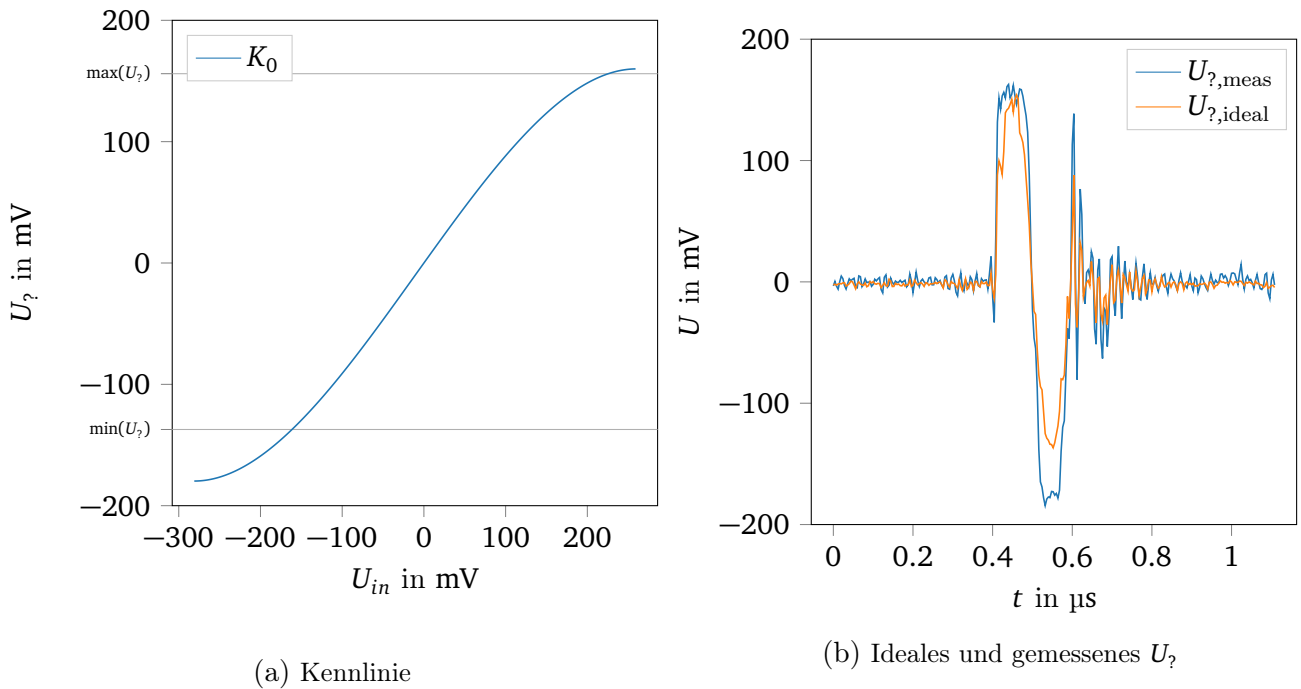 200
max(U?)
100
0
−100
min(U?)
−200
U? in mV
K0
−300 −200 −100 0 100 200
Uin in mV
(a) Kennlinie
200
100
0
−100
−200
U in mV
U?,meas
U?,ideal
0 0.2 0.4 0.6 0.8 1
t in µs
(b) Ideales und gemessenes U?